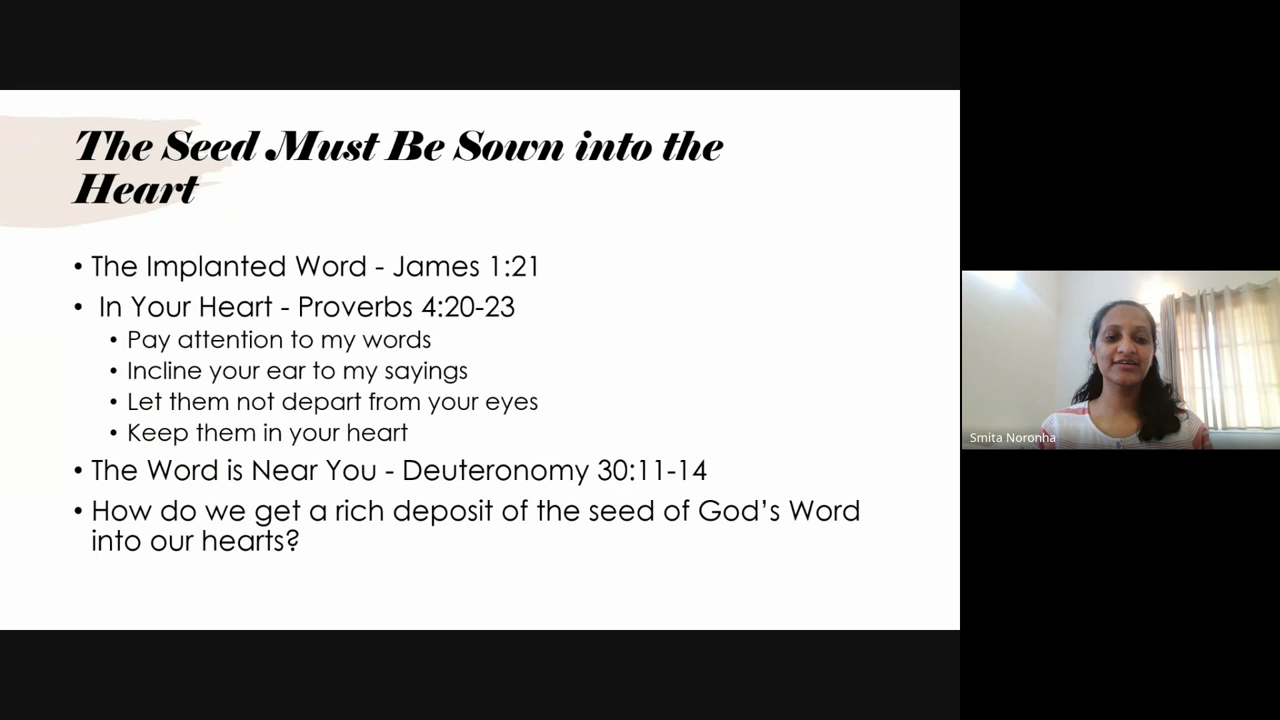 The Seed Must Be Sown into the
Heart
• The Implanted Word - James 1:21
• In Your Heart - Proverbs 4:20-23
• Pay attention to my words
• Incline your ear to my sayings
• Let them not depart from your eyes
• Keep them in your heart
• The Word is Near You - Deuteronomy 30:11-14
• How do we get a rich deposit of the seed of God’s Word
into our hearts?
Smita Noronha